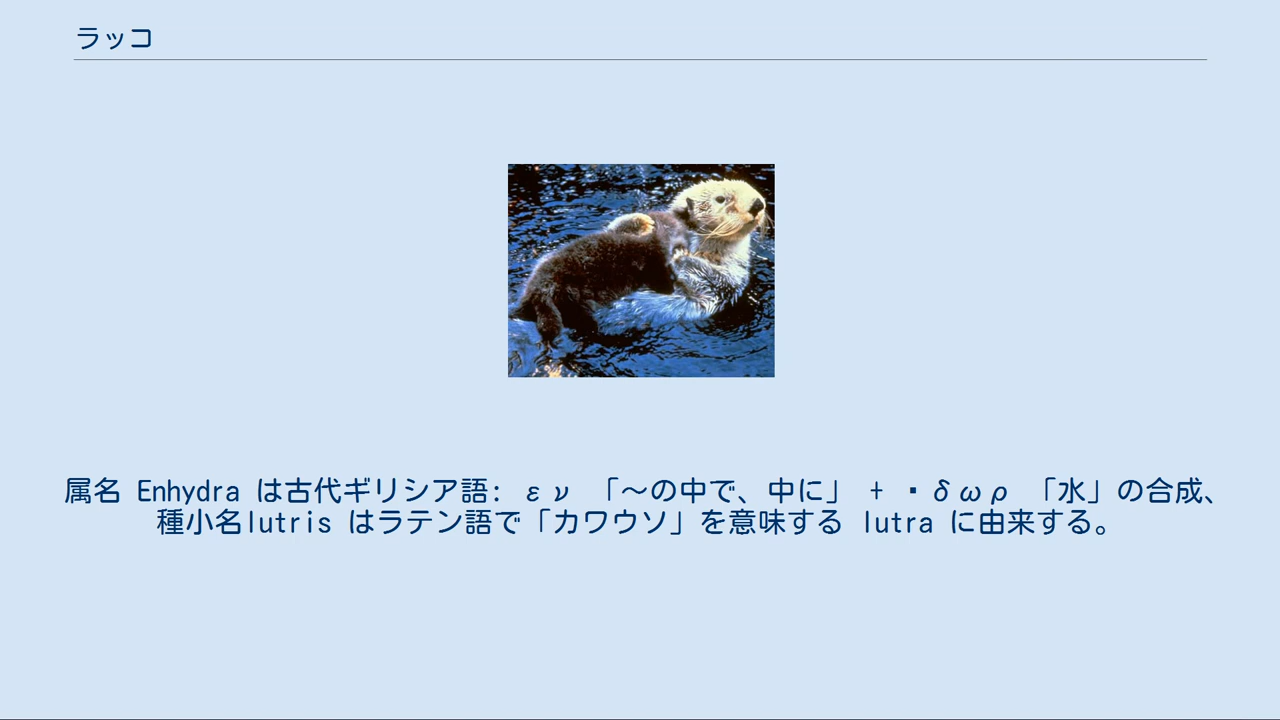 ラッコ
属名 Enhydra は古代ギリシア語: εν 「～の中で、中に」 + ・δωρ 「水」の合成、
種小名lutris はラテン語で「カワウソ」を意味する lutra に由来する。